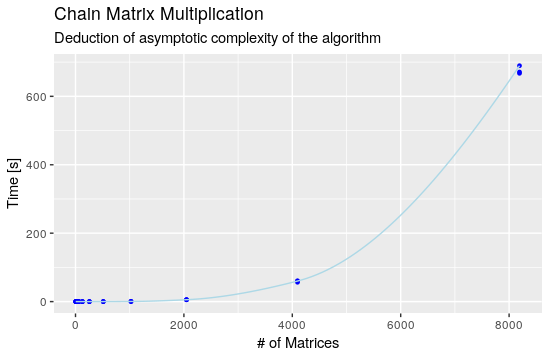 Chain Matrix Multiplication
Deduction of asymptotic complexity of the algorithm
Time [s]
600
400
200
0
0 2000 4000 6000 8000
# of Matrices